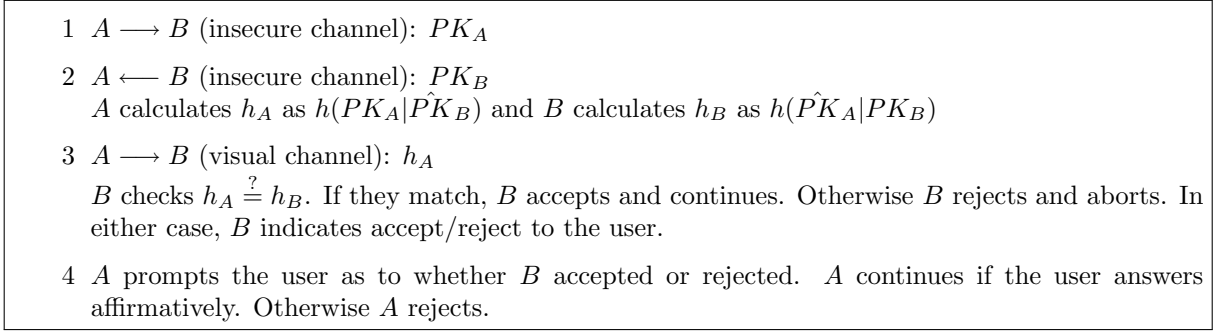 1 A ⟶ B (insecure channel): PK_A
2 A ⟵ B (insecure channel): PK_B
A calculates h_A as h(PK_A|P̂K_B) and B calculates h_B as h(P̂K_A|PK_B)
3 A ⟶ B (visual channel): h_A
B checks h_A ≟ h_B. If they match, B accepts and continues. Otherwise B rejects and aborts. In
either case, B indicates accept/reject to the user.
4 A prompts the user as to whether B accepted or rejected. A continues if the user answers
affirmatively. Otherwise A rejects.